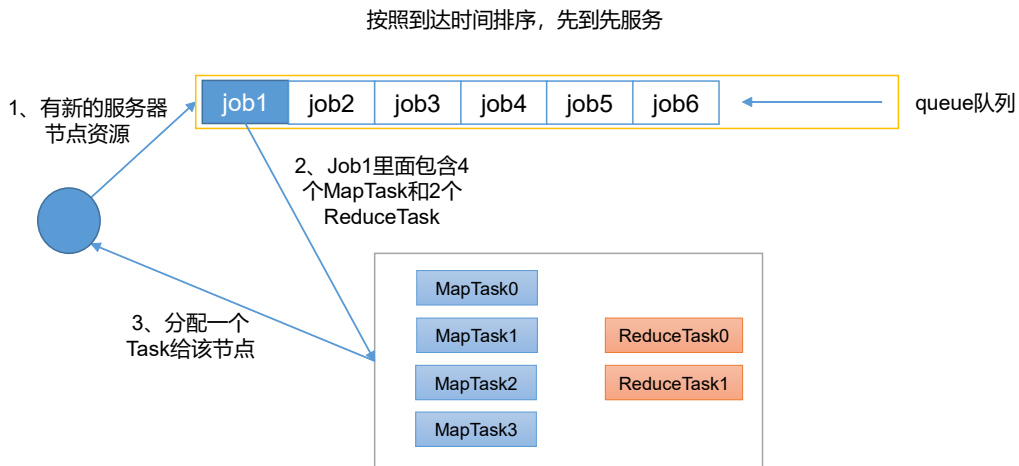 按照到达时间排序，先到先服务
1、有新的服务器
节点资源
job1
job2
job3
job4
job5
job6
queue队列
2、Job1里面包含4
个MapTask和2个
ReduceTask
3、分配一个
Task给该节点
MapTask0
MapTask1
MapTask2
MapTask3
ReduceTask0
ReduceTask1